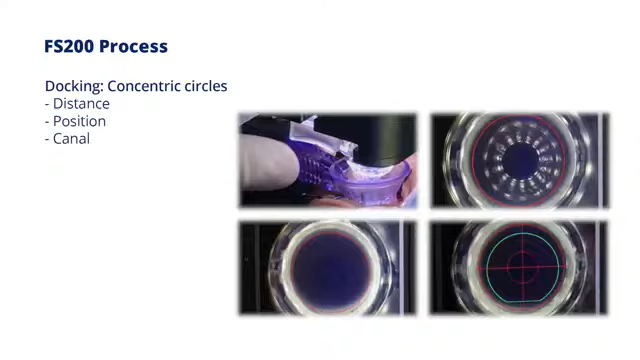 FS200 Process
Docking: Concentric circles
- Distance
- Position
- Canal